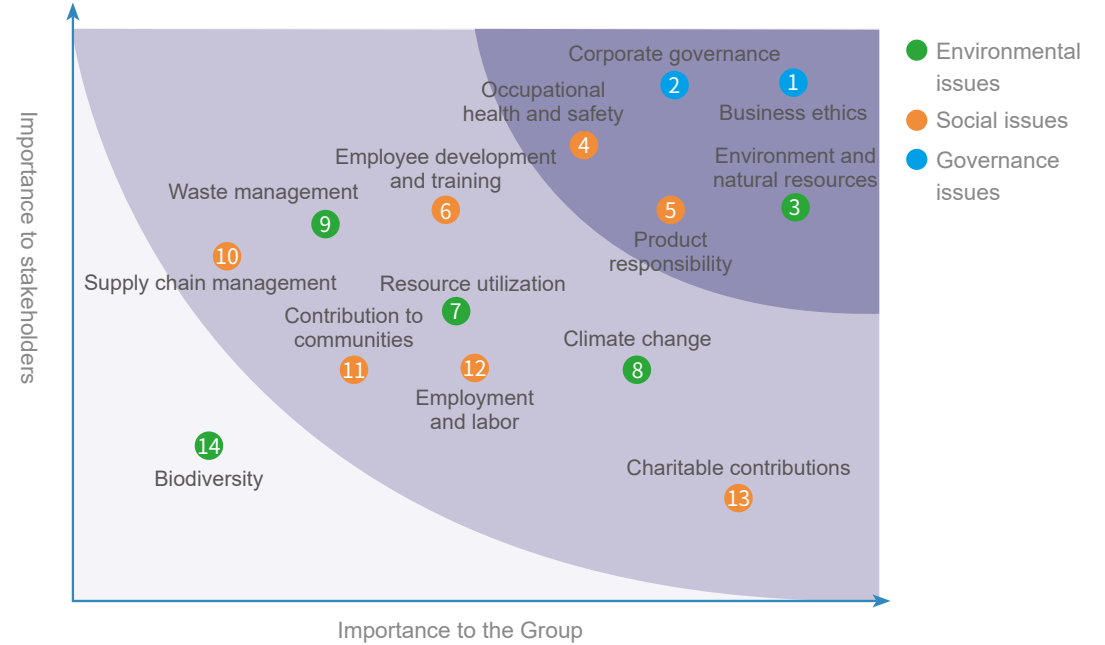 Corporate governance
2
1
Business ethics
Occupational
health and safety
4
Environment and
natural resources
3
Employee development
and training
6
5
Product
responsibility
Waste management
9
10
Supply chain management
Resource utilization
7
Contribution to
communities
11
12
Employment
and labor
Climate change
8
14
Biodiversity
Charitable contributions
13
Importance to stakeholders
Importance to the Group
Environmental
issues
Social issues
Governance
issues